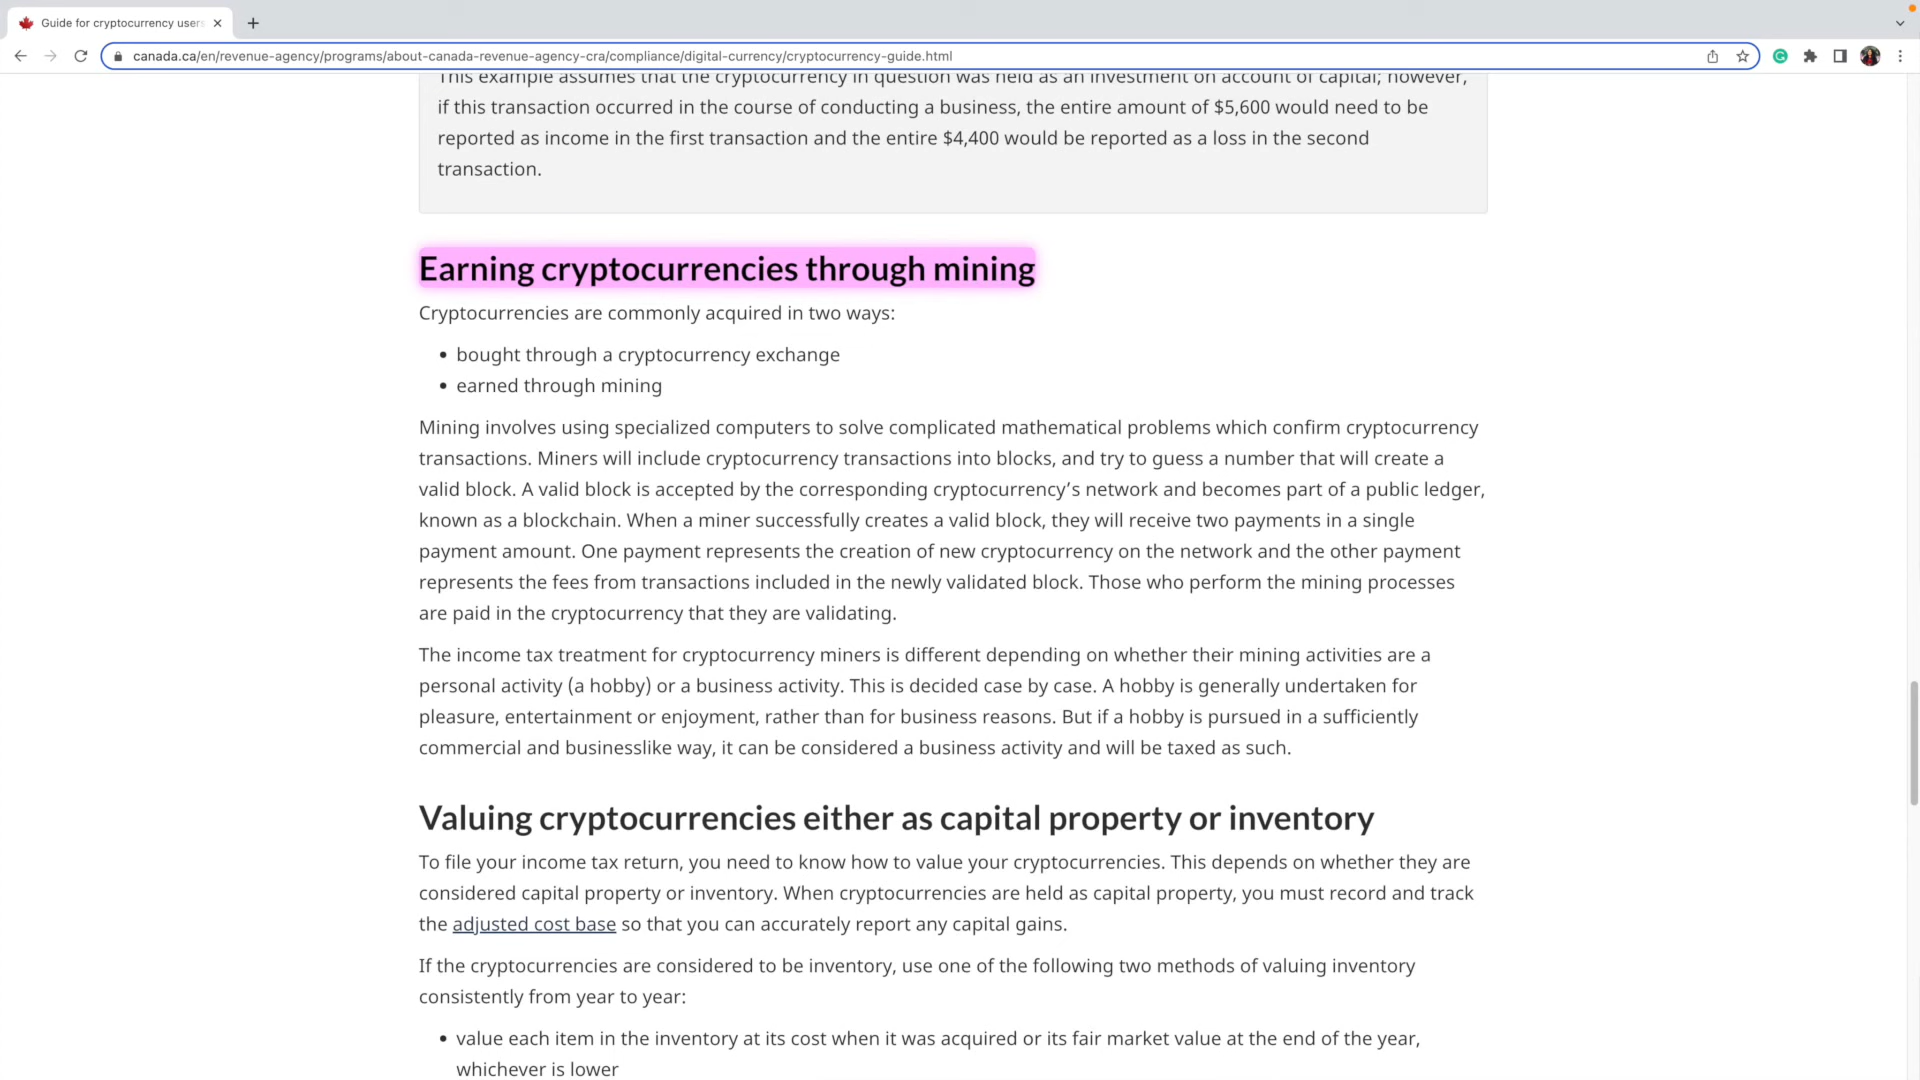 Guide for cryptocurrency users
canada.ca/en/revenue-agency/programs/about-canada-revenue-agency-cra/compliance/digital-currency/cryptocurrency-guide.html
This example assumes that the cryptocurrency in question was held as an investment on account of capital; however,
if this transaction occurred in the course of conducting a business, the entire amount of $5,600 would need to be
reported as income in the first transaction and the entire $4,400 would be reported as a loss in the second
transaction.
Earning cryptocurrencies through mining
Cryptocurrencies are commonly acquired in two ways:
• bought through a cryptocurrency exchange
• earned through mining
Mining involves using specialized computers to solve complicated mathematical problems which confirm cryptocurrency
transactions. Miners will include cryptocurrency transactions into blocks, and try to guess a number that will create a
valid block. A valid block is accepted by the corresponding cryptocurrency’s network and becomes part of a public ledger,
known as a blockchain. When a miner successfully creates a valid block, they will receive two payments in a single
payment amount. One payment represents the creation of new cryptocurrency on the network and the other payment
represents the fees from transactions included in the newly validated block. Those who perform the mining processes
are paid in the cryptocurrency that they are validating.
The income tax treatment for cryptocurrency miners is different depending on whether their mining activities are a
personal activity (a hobby) or a business activity. This is decided case by case. A hobby is generally undertaken for
pleasure, entertainment or enjoyment, rather than for business reasons. But if a hobby is pursued in a sufficiently
commercial and businesslike way, it can be considered a business activity and will be taxed as such.
Valuing cryptocurrencies either as capital property or inventory
To file your income tax return, you need to know how to value your cryptocurrencies. This depends on whether they are
considered capital property or inventory. When cryptocurrencies are held as capital property, you must record and track
the adjusted cost base so that you can accurately report any capital gains.
If the cryptocurrencies are considered to be inventory, use one of the following two methods of valuing inventory
consistently from year to year:
• value each item in the inventory at its cost when it was acquired or its fair market value at the end of the year,
whichever is lower